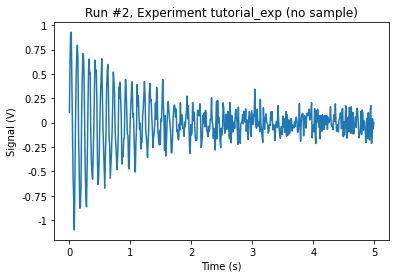 Run #2, Experiment tutorial_exp (no sample)
Signal (V)
1
0.75
0.5
0.25
0
-0.25
-0.5
-0.75
-1
0 1 2 3 4 5
Time (s)